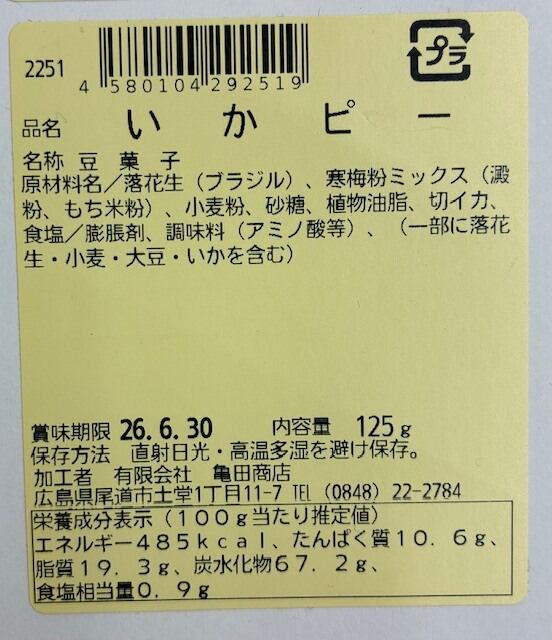 2251
4 580104 292519
プラ
品名 いかピー
名称 豆菓子
原材料名／落花生（ブラジル）、寒梅粉ミックス（澱
粉、もち米粉）、小麦粉、砂糖、植物油脂、切イカ、
食塩／膨脹剤、調味料（アミノ酸等）、（一部に落花
生・小麦・大豆・いかを含む）
賞味期限 26.6.30 内容量 125g
保存方法 直射日光・高温多湿を避け保存。
加工者 有限会社 亀田商店
広島県尾道市土堂1丁目11-7 TEL (0848) 22-2784
栄養成分表示（１００ｇ当たり推定値）
エネルギー４８５ｋｃａｌ、たんぱく質１０．６ｇ、
脂質１９．３ｇ、炭水化物６７．２ｇ、
食塩相当量０．９ｇ